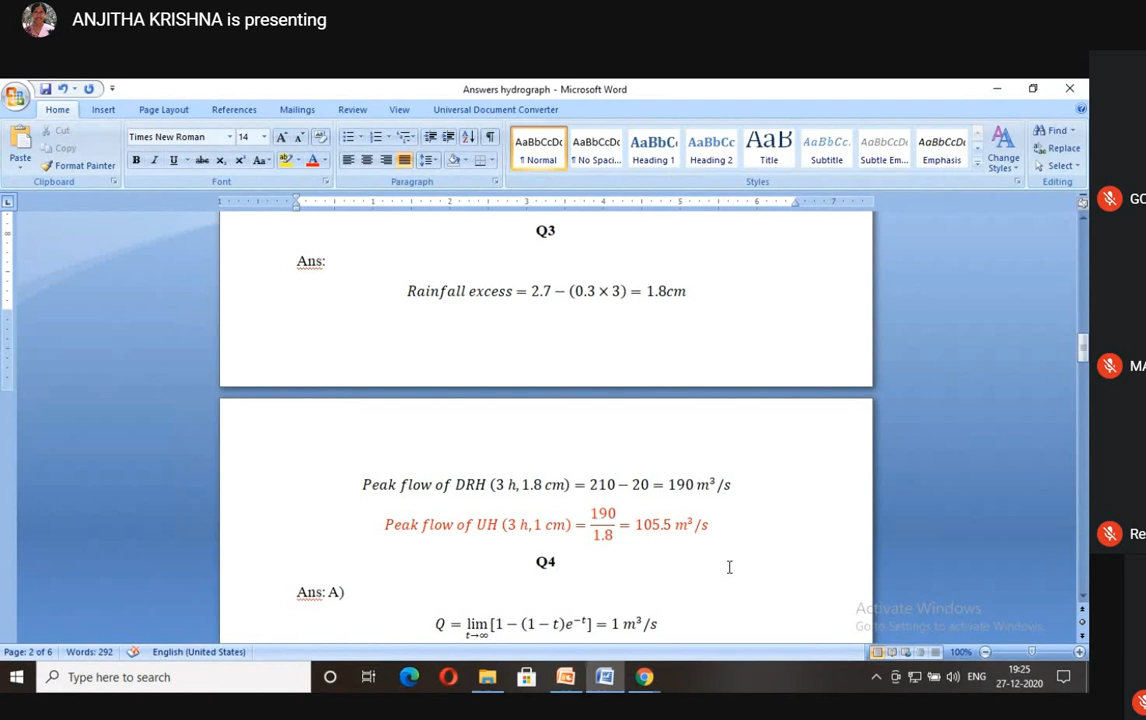 ANJITHA KRISHNA is presenting
Answers hydrograph - Microsoft Word
Home Insert Page Layout References Mailings Review View Universal Document Converter
Paste
Cut
Copy
Format Painter
Times New Roman 14
AaBbCcDc AaBbCcDc AaBbC AaBbCc AaB AaBbCc. AaBbCcDc AaBbCcDc
¶ Normal ¶ No Spaci... Heading 1 Heading 2 Title Subtitle Subtle Em... Emphasis
Change Styles
Find
Replace
Select
Clipboard Font Paragraph Styles Editing
Q3
Ans:
Rainfall excess = 2.7 − (0.3 × 3) = 1.8cm
Peak flow of DRH (3 h, 1.8 cm) = 210 − 20 = 190 m³/s
Peak flow of UH (3 h, 1 cm) = 190/1.8 = 105.5 m³/s
Q4
Ans: A)
Q = lim t→∞ [1 − (1 − t)e⁻ᵗ] = 1 m³/s
Activate Windows
Go to Settings to activate Windows.
GO
MA
Re
Page: 2 of 6 Words: 292 English (United States) 100%
Type here to search
ENG
19:25
27-12-2020